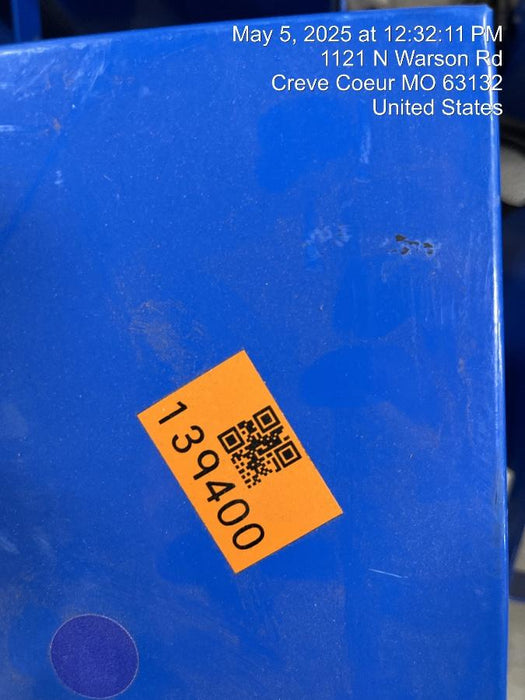 May 5, 2025 at 12:32:11 PM
1121 N Warson Rd
Creve Coeur MO 63132
United States
139400